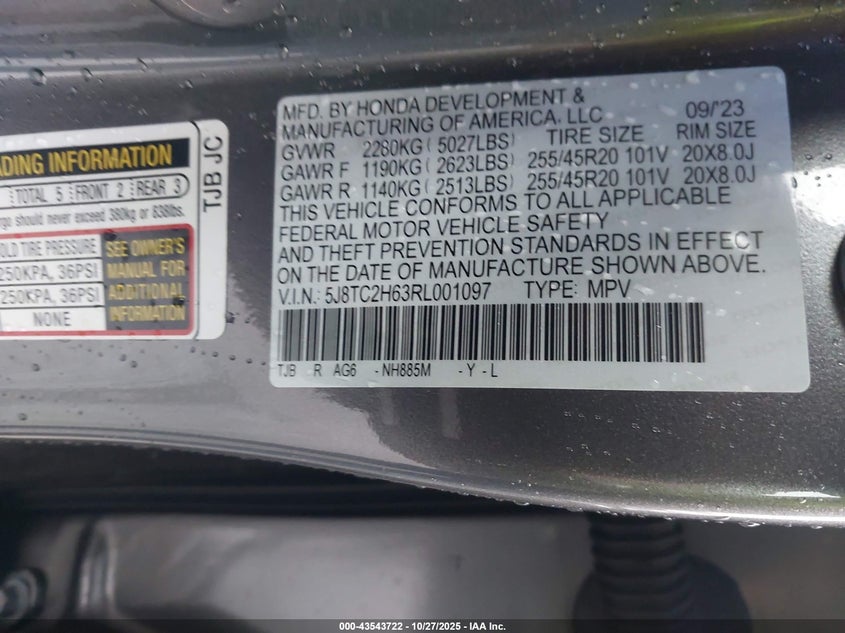 ADING INFORMATION
TOTAL 5 FRONT 2 REAR 3
rgo should never exceed 380kg or 838lbs.
OLD TIRE PRESSURE
250KPA, 36PSI
250KPA, 36PSI
NONE
SEE OWNER'S
MANUAL FOR
ADDITIONAL
INFORMATION
TJB JC
MFD. BY HONDA DEVELOPMENT & 09/'23
MANUFACTURING OF AMERICA. LLC
TIRE SIZE RIM SIZE
GVWR 2280KG (5027LBS)
GAWR F 1190KG (2623LBS) 255/45R20 101V 20X8.0J
GAWR R 1140KG (2513LBS) 255/45R20 101V 20X8.0J
THIS VEHICLE CONFORMS TO ALL APPLICABLE
FEDERAL MOTOR VEHICLE SAFETY
AND THEFT PREVENTION STANDARDS IN EFFECT
ON THE DATE OF MANUFACTURE SHOWN ABOVE.
V.I.N.: 5J8TC2H63RL001097 TYPE: MPV
TJB R AG6 -NH885M -Y-L
000-43543722 | 10/27/2025 - IAA Inc.